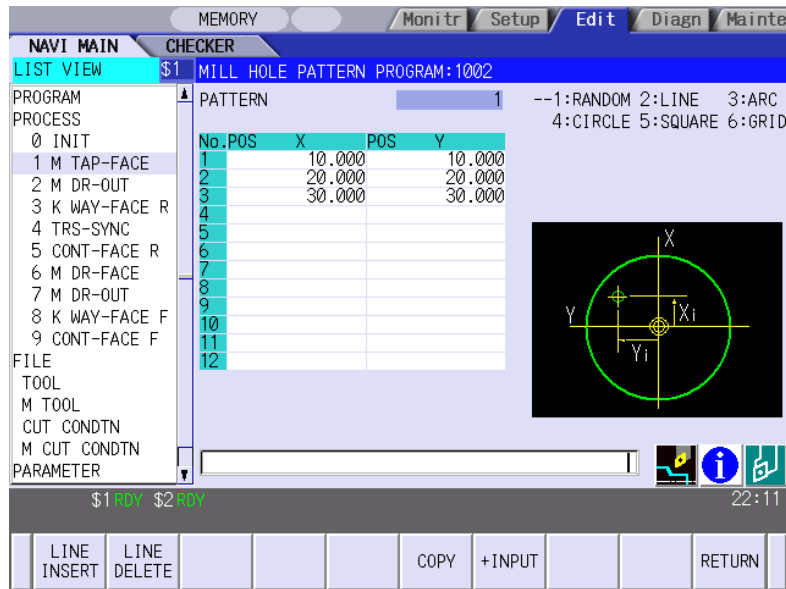 MEMORY Monitr Setup Edit Diagn Mainte
NAVI MAIN CHECKER
LIST VIEW $1 MILL HOLE PATTERN PROGRAM:1002
PROGRAM
PROCESS
0 INIT
1 M TAP-FACE
2 M DR-OUT
3 K WAY-FACE R
4 TRS-SYNC
5 CONT-FACE R
6 M DR-FACE
7 M DR-OUT
8 K WAY-FACE F
9 CONT-FACE F
FILE
TOOL
M TOOL
CUT CONDTN
M CUT CONDTN
PARAMETER
PATTERN 1 --1:RANDOM 2:LINE 3:ARC
4:CIRCLE 5:SQUARE 6:GRID
No. POS X POS Y
1 10.000 10.000
2 20.000 20.000
3 30.000 30.000
4
5
6
7
8
9
10
11
12
X
Y
Xi
Yi
i
$1 RDY $2 RDY 22:11
LINE INSERT
LINE DELETE
COPY
+INPUT
RETURN